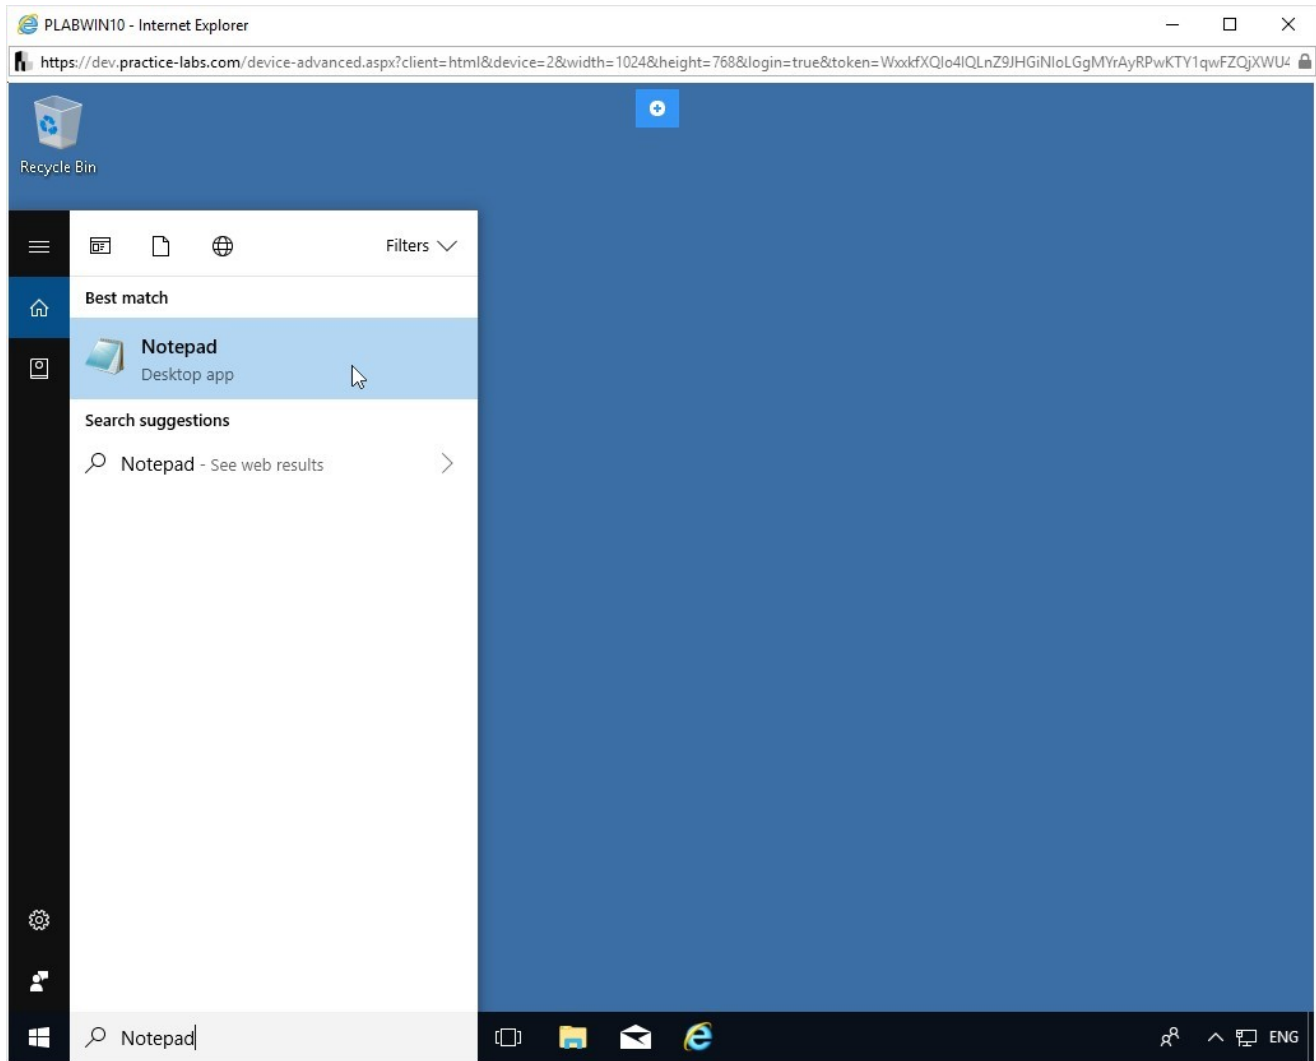 PLABWIN10 - Internet Explorer
https://dev.practice-labs.com/device-advanced.aspx?client=html&device=2&width=1024&height=768&login=true&token=
Recycle Bin
Filters
Best match
Notepad
Desktop app
Search suggestions
Notepad - See web results
Notepad
ENG